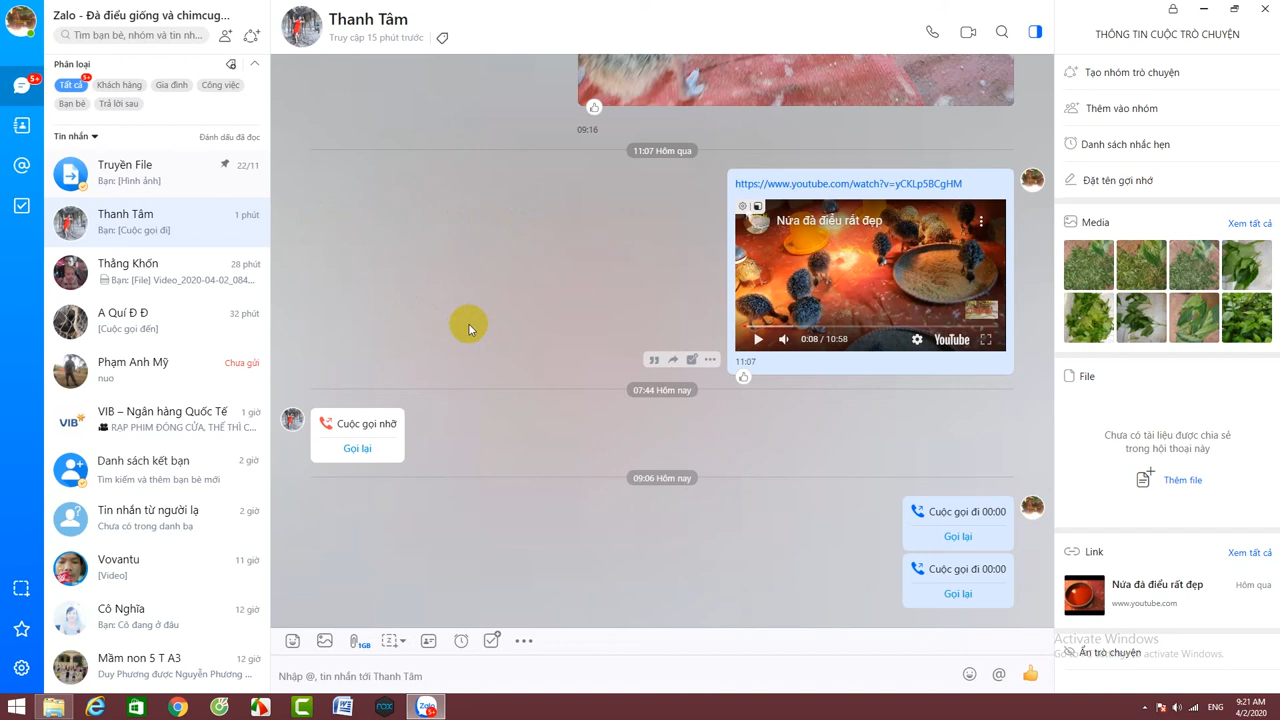 Zalo - Đà điểu giống và chimcug...
Tìm bạn bè, nhóm và tin nh...
Phân loại
Tất cả 5+
Khách hàng
Gia đình
Công việc
Bạn bè
Trả lời sau
5+
Tin nhắn
Đánh dấu đã đọc
Truyền File
22/11
Bạn: [Hình ảnh]
Thanh Tâm
1 phút
Bạn: [Cuộc gọi đi]
Thắng Khốn
28 phút
Bạn: [File] Video_2020-04-02_084...
A Quí Đ Đ
32 phút
[Cuộc gọi đến]
Phạm Anh Mỹ
Chưa gửi
nuo
VIB
VIB – Ngân hàng Quốc Tế
1 giờ
RẠP PHIM ĐÓNG CỬA, THẾ THÌ C...
Danh sách kết bạn
2 giờ
Tìm kiếm và thêm bạn bè mới
Tin nhắn từ người lạ
2 giờ
Chưa có trong danh bạ
Vovantu
11 giờ
[Video]
Cô Nghĩa
12 giờ
Bạn: Cô đang ở đâu
Mầm non 5 T A3
12 giờ
Duy Phương được Nguyễn Phương ...
Thanh Tâm
Truy cập 15 phút trước
09:16
11:07 Hôm qua
https://www.youtube.com/watch?v=yCKLp5BCgHM
Nứa đà điểu rất đẹp
0:08 / 10:58
YouTube
11:07
07:44 Hôm nay
Cuộc gọi nhỡ
Gọi lại
09:06 Hôm nay
Cuộc gọi đi 00:00
Gọi lại
Cuộc gọi đi 00:00
Gọi lại
1GB
Nhập @, tin nhắn tới Thanh Tâm
THÔNG TIN CUỘC TRÒ CHUYỆN
Tạo nhóm trò chuyện
Thêm vào nhóm
Danh sách nhắc hẹn
Đặt tên gợi nhớ
Media
Xem tất cả
File
Chưa có tài liệu được chia sẻ
trong hội thoại này
Thêm file
Link
Xem tất cả
Nứa đà điểu rất đẹp
Hôm qua
www.youtube.com
Activate Windows
Ẩn trò chuyện
activate Windows.
nox
Zalo
5+
ENG
9:21 AM
4/2/2020